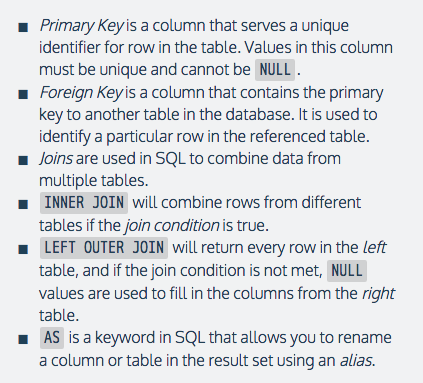 ■ Primary Key is a column that serves a unique
identifier for row in the table. Values in this column
must be unique and cannot be NULL .
■ Foreign Key is a column that contains the primary
key to another table in the database. It is used to
identify a particular row in the referenced table.
■ Joins are used in SQL to combine data from
multiple tables.
■ INNER JOIN will combine rows from different
tables if the join condition is true.
■ LEFT OUTER JOIN will return every row in the left
table, and if the join condition is not met, NULL
values are used to fill in the columns from the right
table.
■ AS is a keyword in SQL that allows you to rename
a column or table in the result set using an alias.